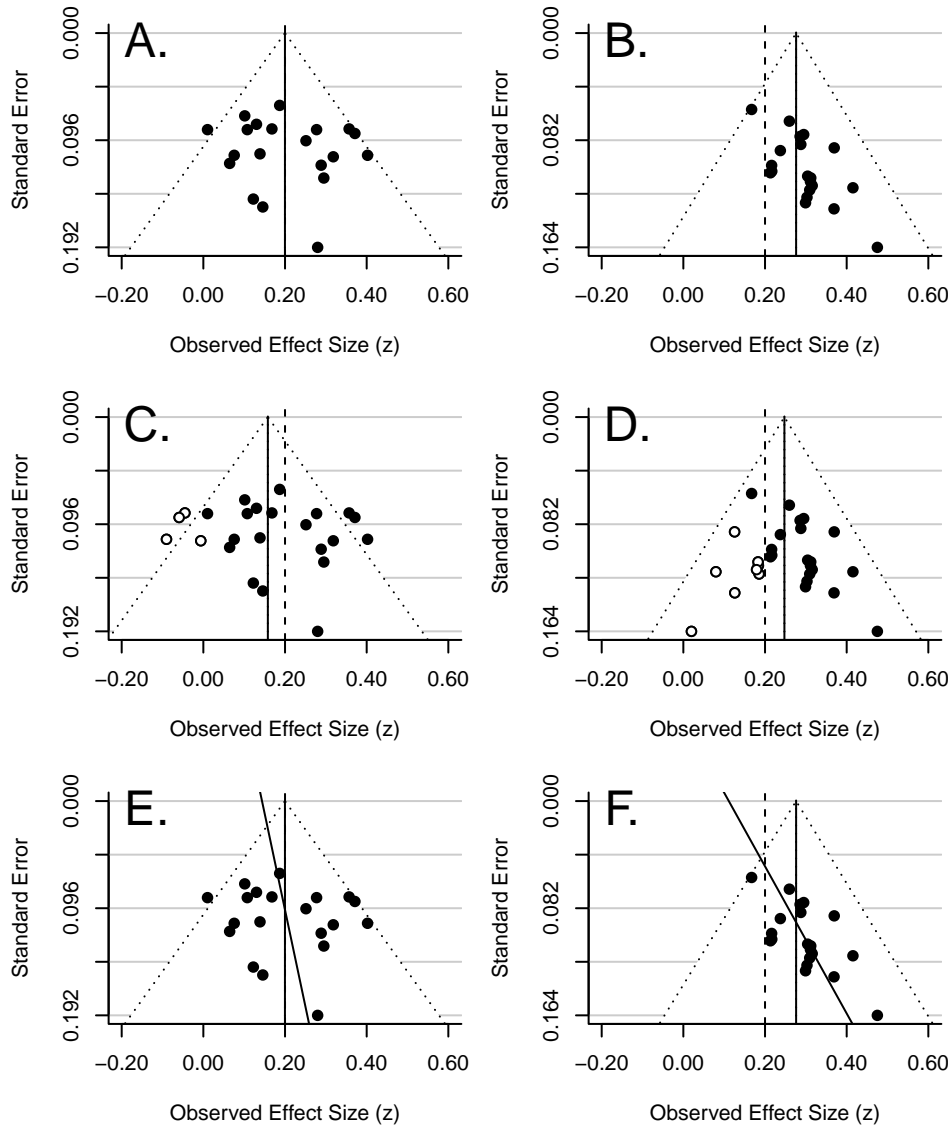 A.
Standard Error
0.000
0.096
0.192
−0.20 0.00 0.20 0.40 0.60
Observed Effect Size (z)
B.
Standard Error
0.000
0.082
0.164
−0.20 0.00 0.20 0.40 0.60
Observed Effect Size (z)
C.
Standard Error
0.000
0.096
0.192
−0.20 0.00 0.20 0.40 0.60
Observed Effect Size (z)
D.
Standard Error
0.000
0.082
0.164
−0.20 0.00 0.20 0.40 0.60
Observed Effect Size (z)
E.
Standard Error
0.000
0.096
0.192
−0.20 0.00 0.20 0.40 0.60
Observed Effect Size (z)
F.
Standard Error
0.000
0.082
0.164
−0.20 0.00 0.20 0.40 0.60
Observed Effect Size (z)